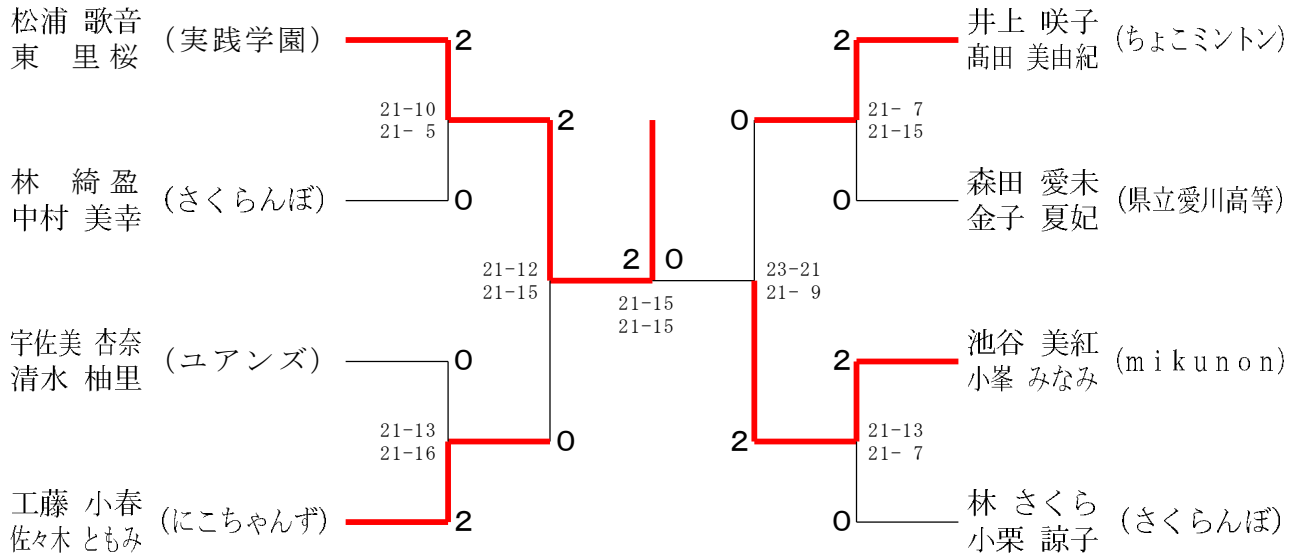 松浦 歌音
東 里桜
(実践学園)
2
21-10
21- 5
2
林 綺盈
中村 美幸
(さくらんぼ)
0
21-12
21-15
宇佐美 杏奈
清水 柚里
(ユアンズ)
0
21-13
21-16
0
工藤 小春
佐々木 ともみ
(にこちゃんず)
2
2 0
21-15
21-15
2
井上 咲子
髙田 美由紀
(ちょこミントン)
0
21- 7
21-15
0
森田 愛未
金子 夏妃
(県立愛川高等)
23-21
21- 9
2
池谷 美紅
小峯 みなみ
(mikunon)
2
21-13
21- 7
0
林 さくら
小栗 諒子
(さくらんぼ)